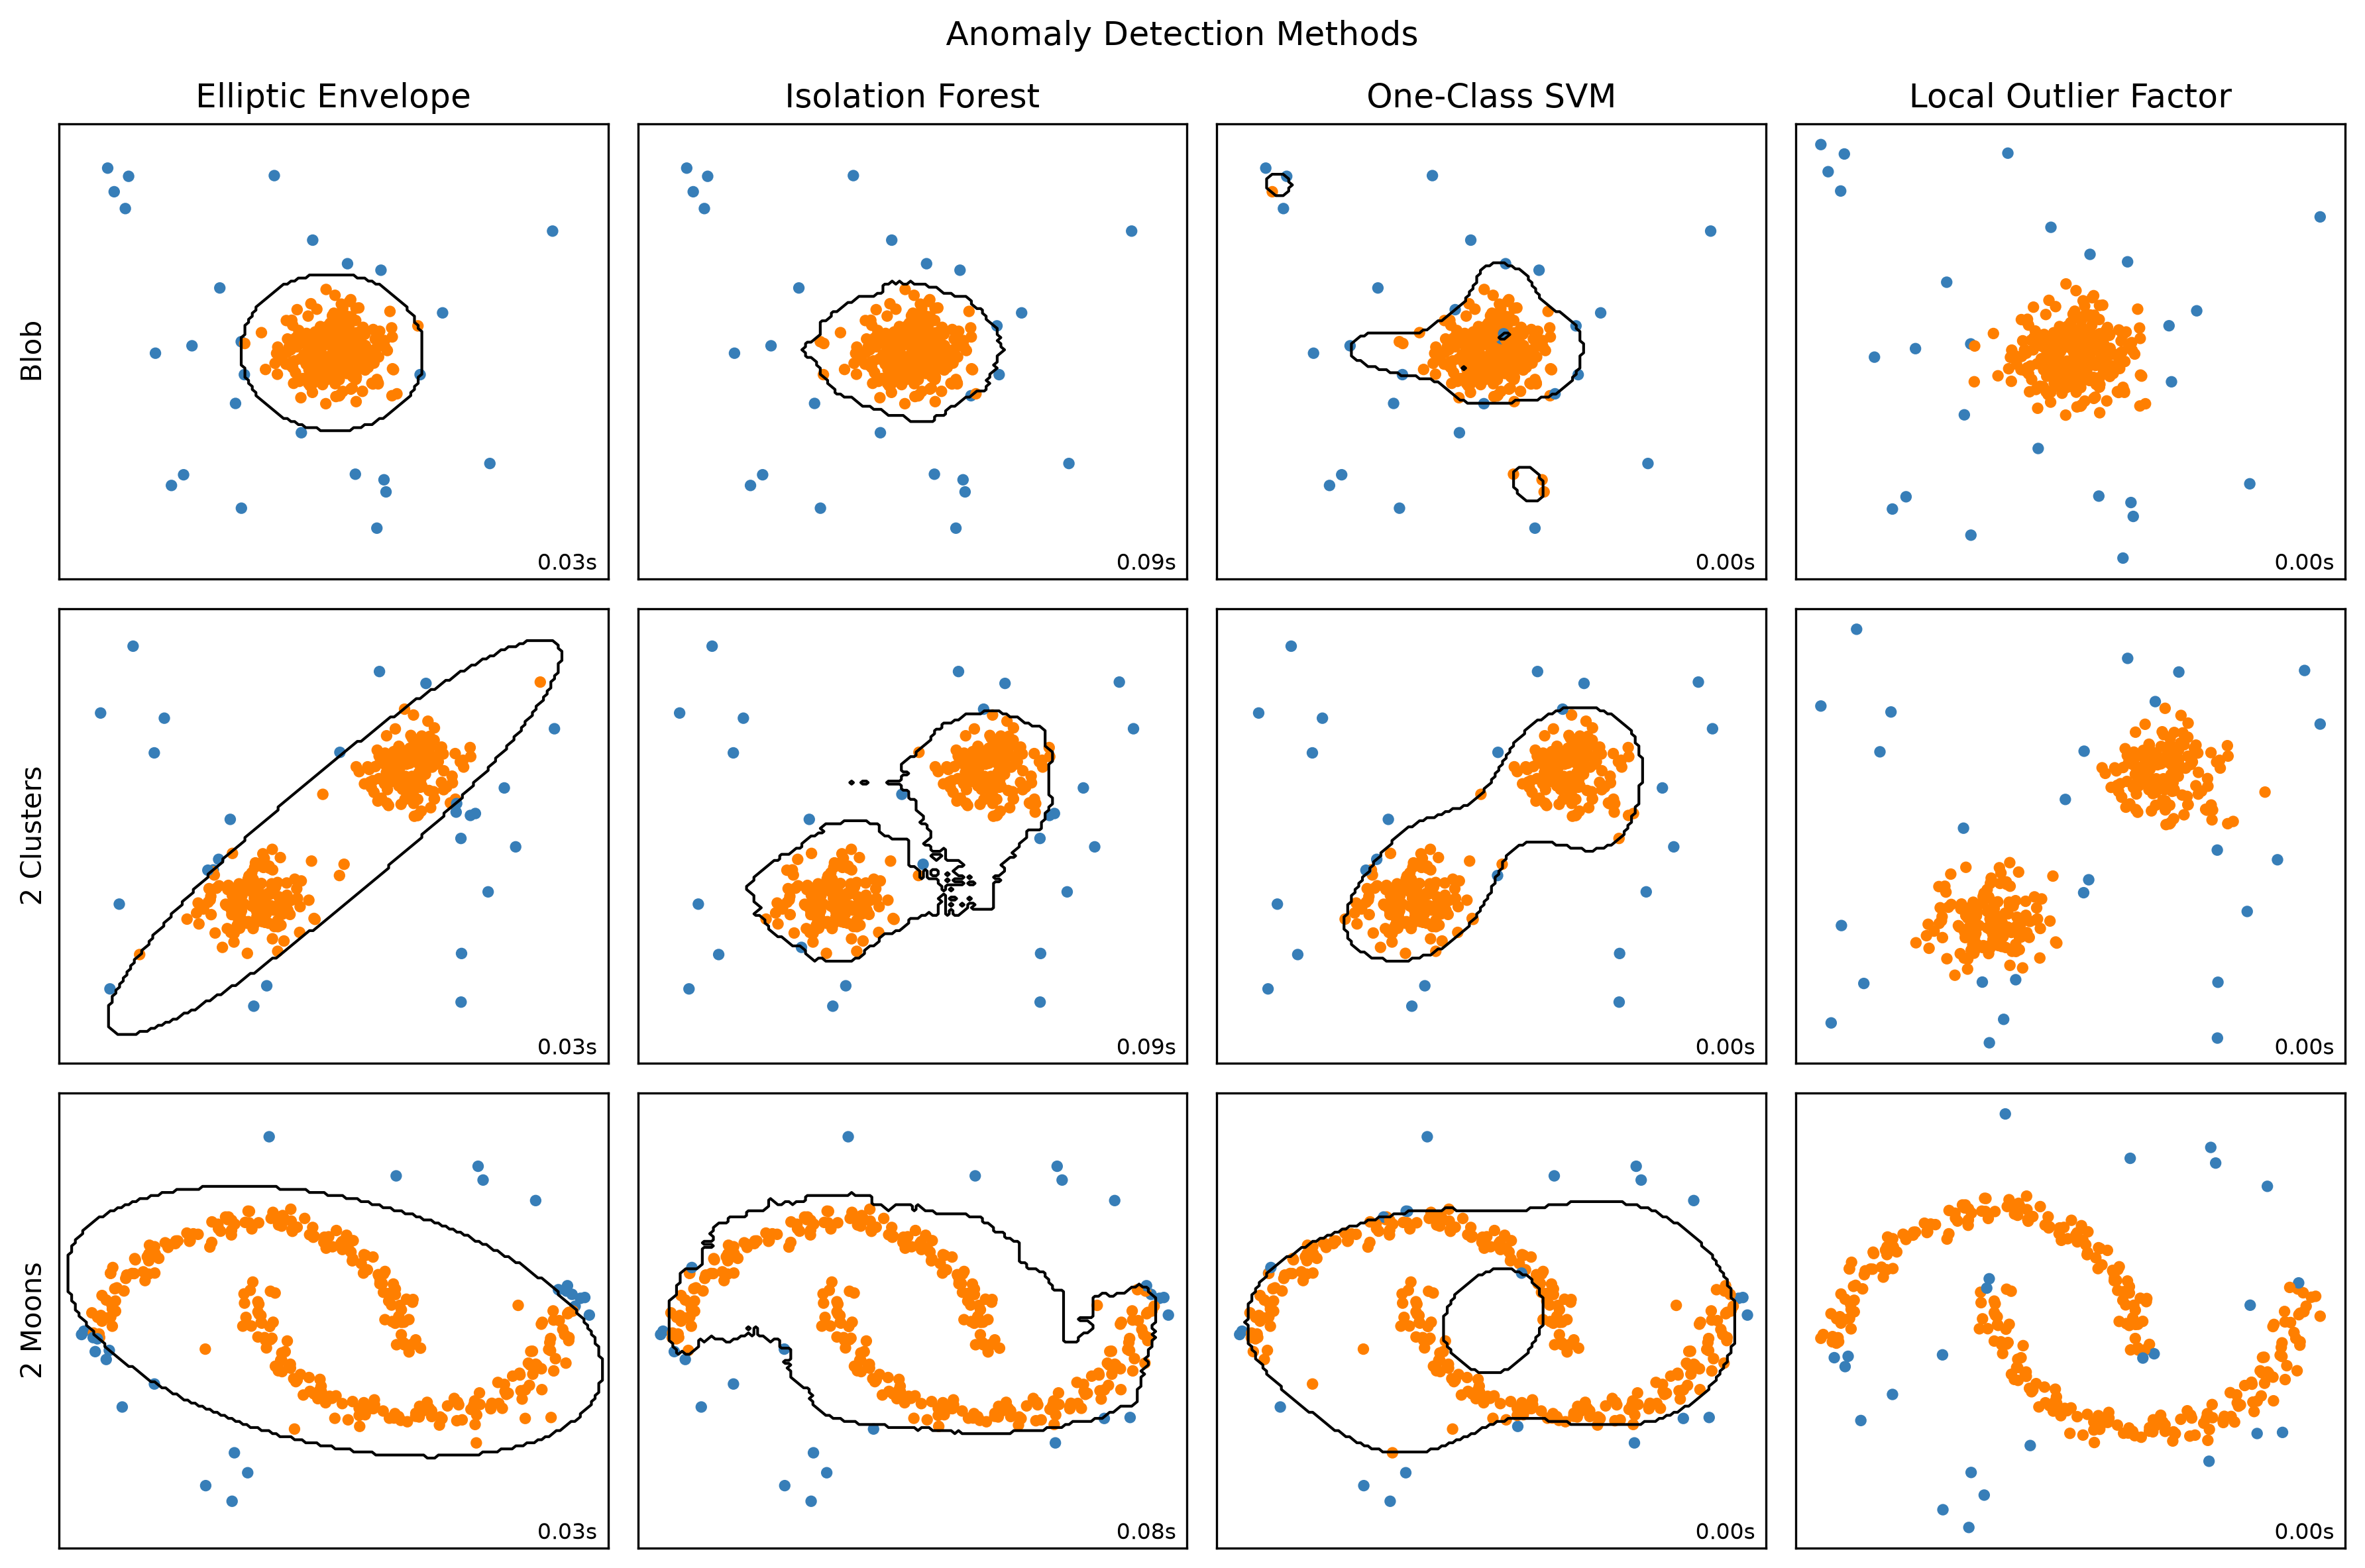 Anomaly Detection Methods
Elliptic Envelope
Isolation Forest
One-Class SVM
Local Outlier Factor
Blob
0.03s
0.09s
0.00s
0.00s
2 Clusters
0.03s
0.09s
0.00s
0.00s
2 Moons
0.03s
0.08s
0.00s
0.00s